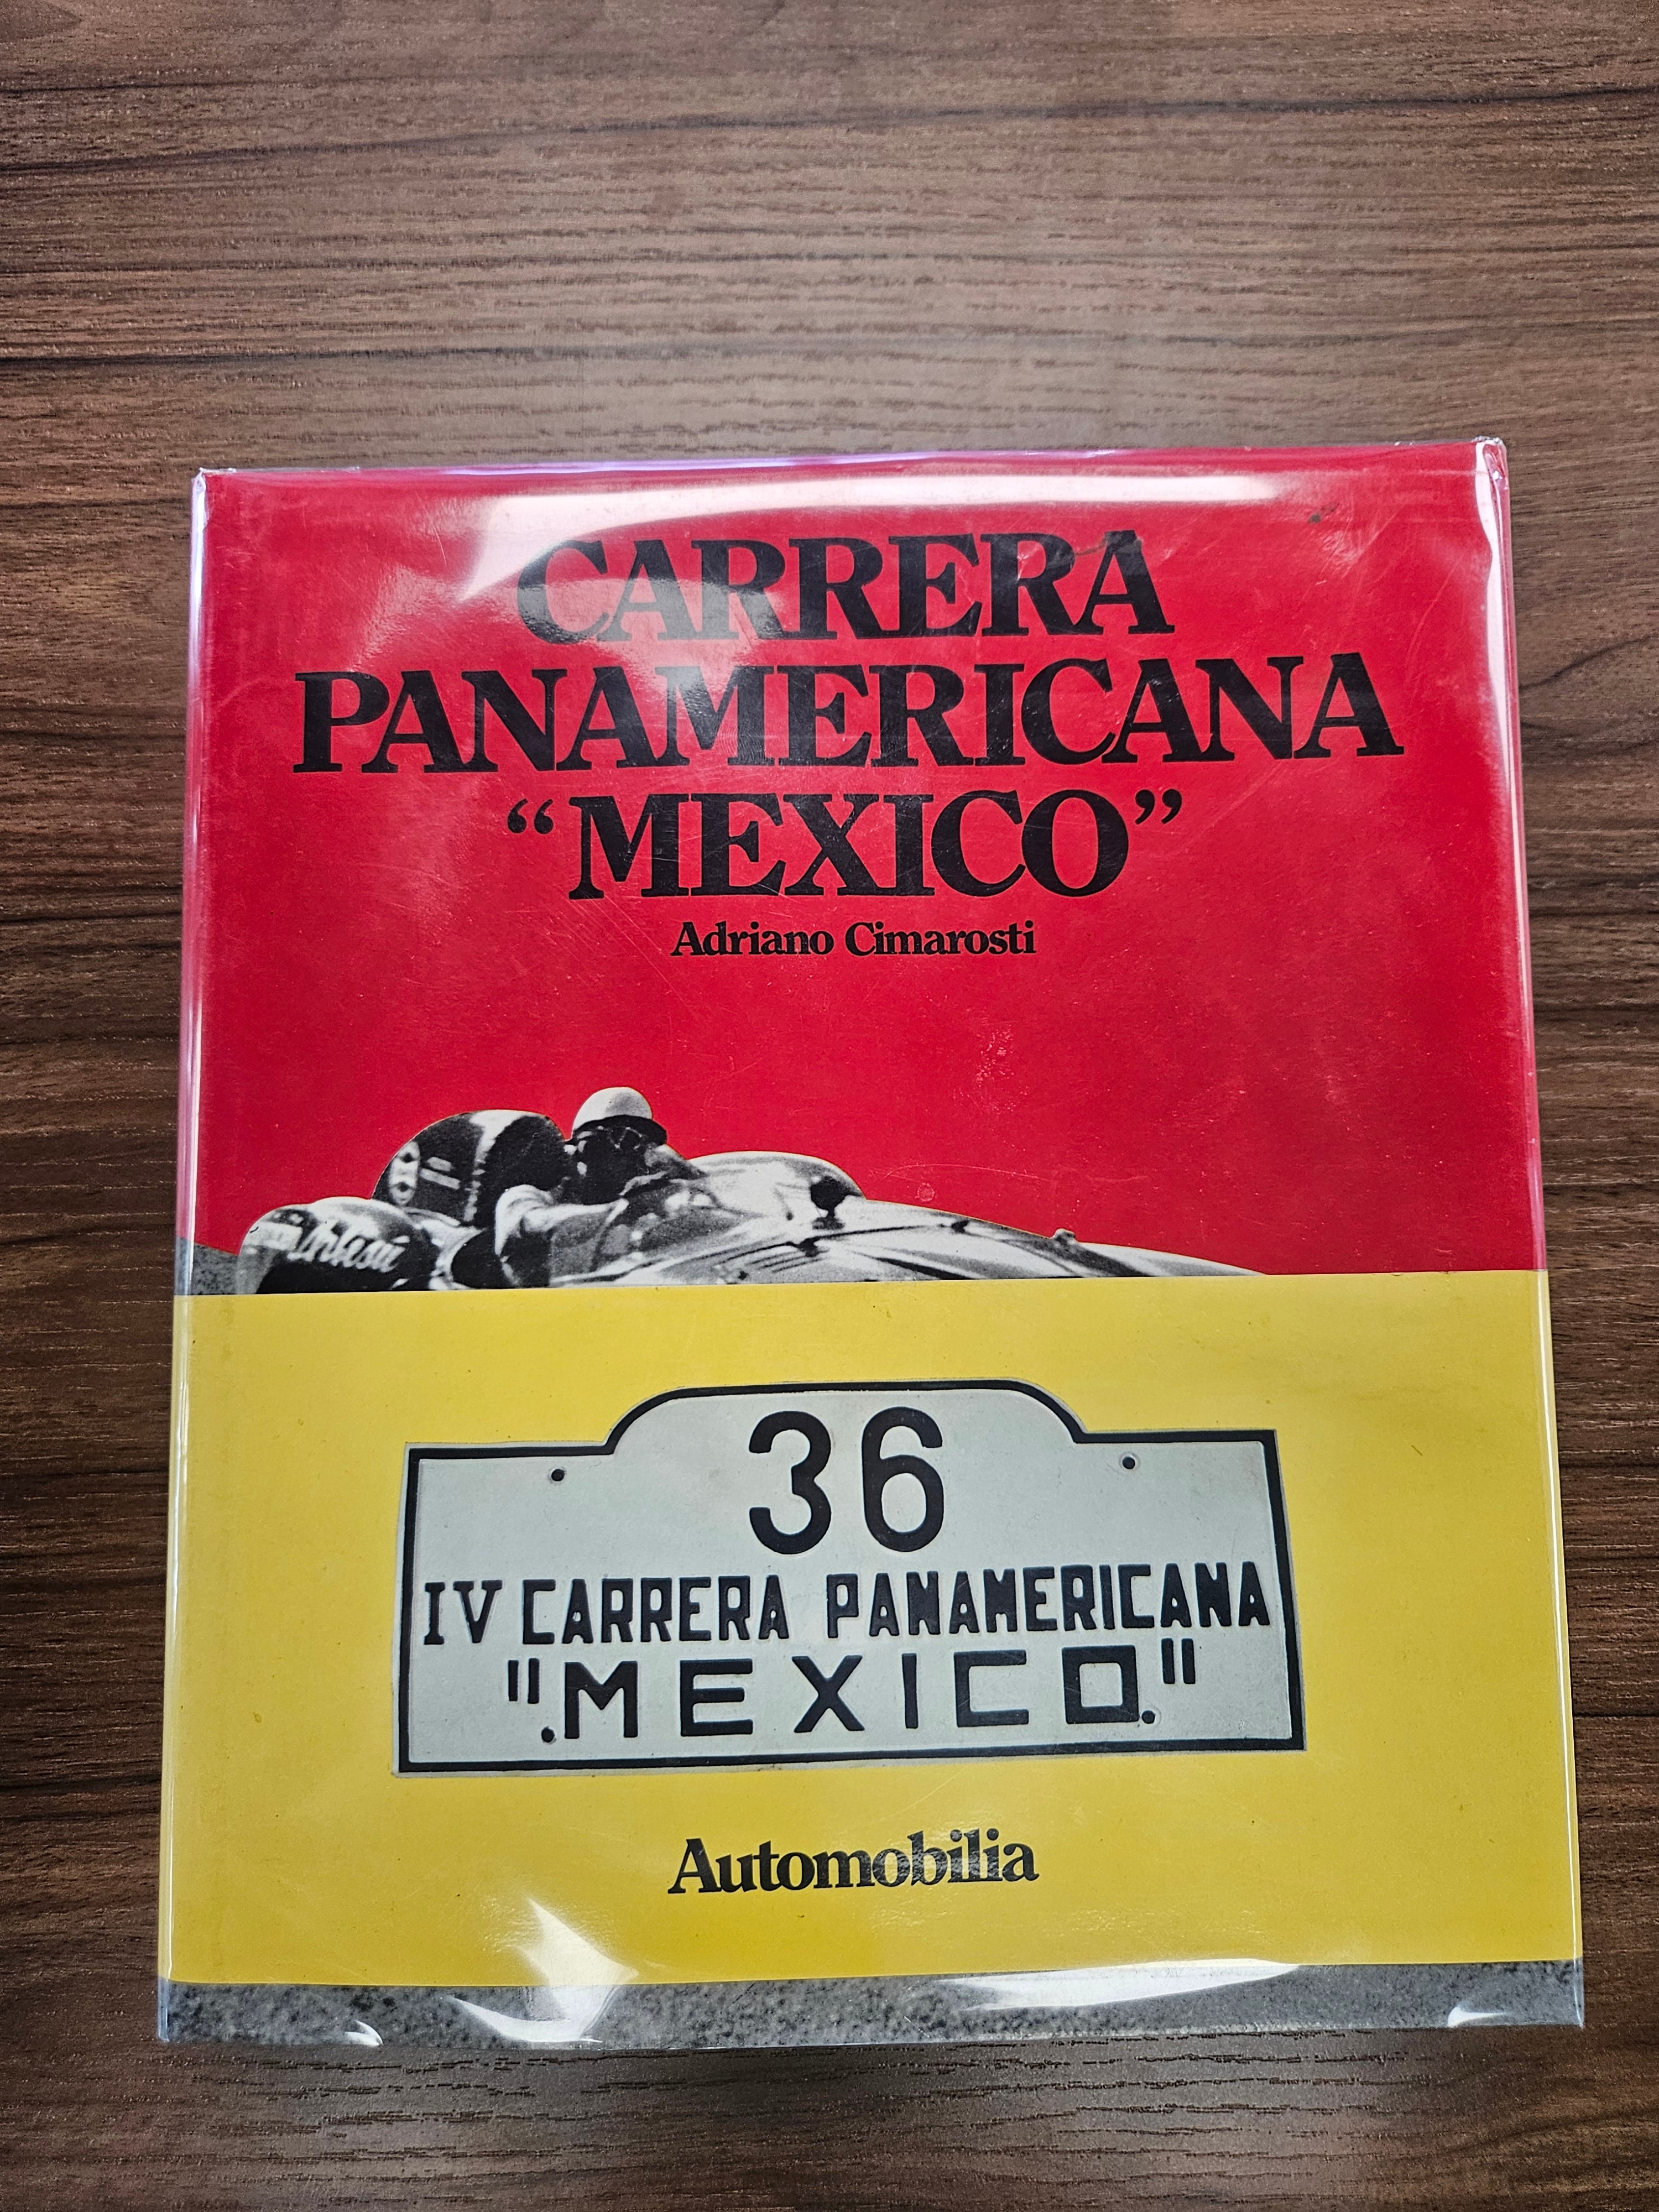 CARRERA
PANAMERICANA
“MEXICO”
Adriano Cimarosti
36
IV CARRERA PANAMERICANA
"MEXICO"
Automobilia